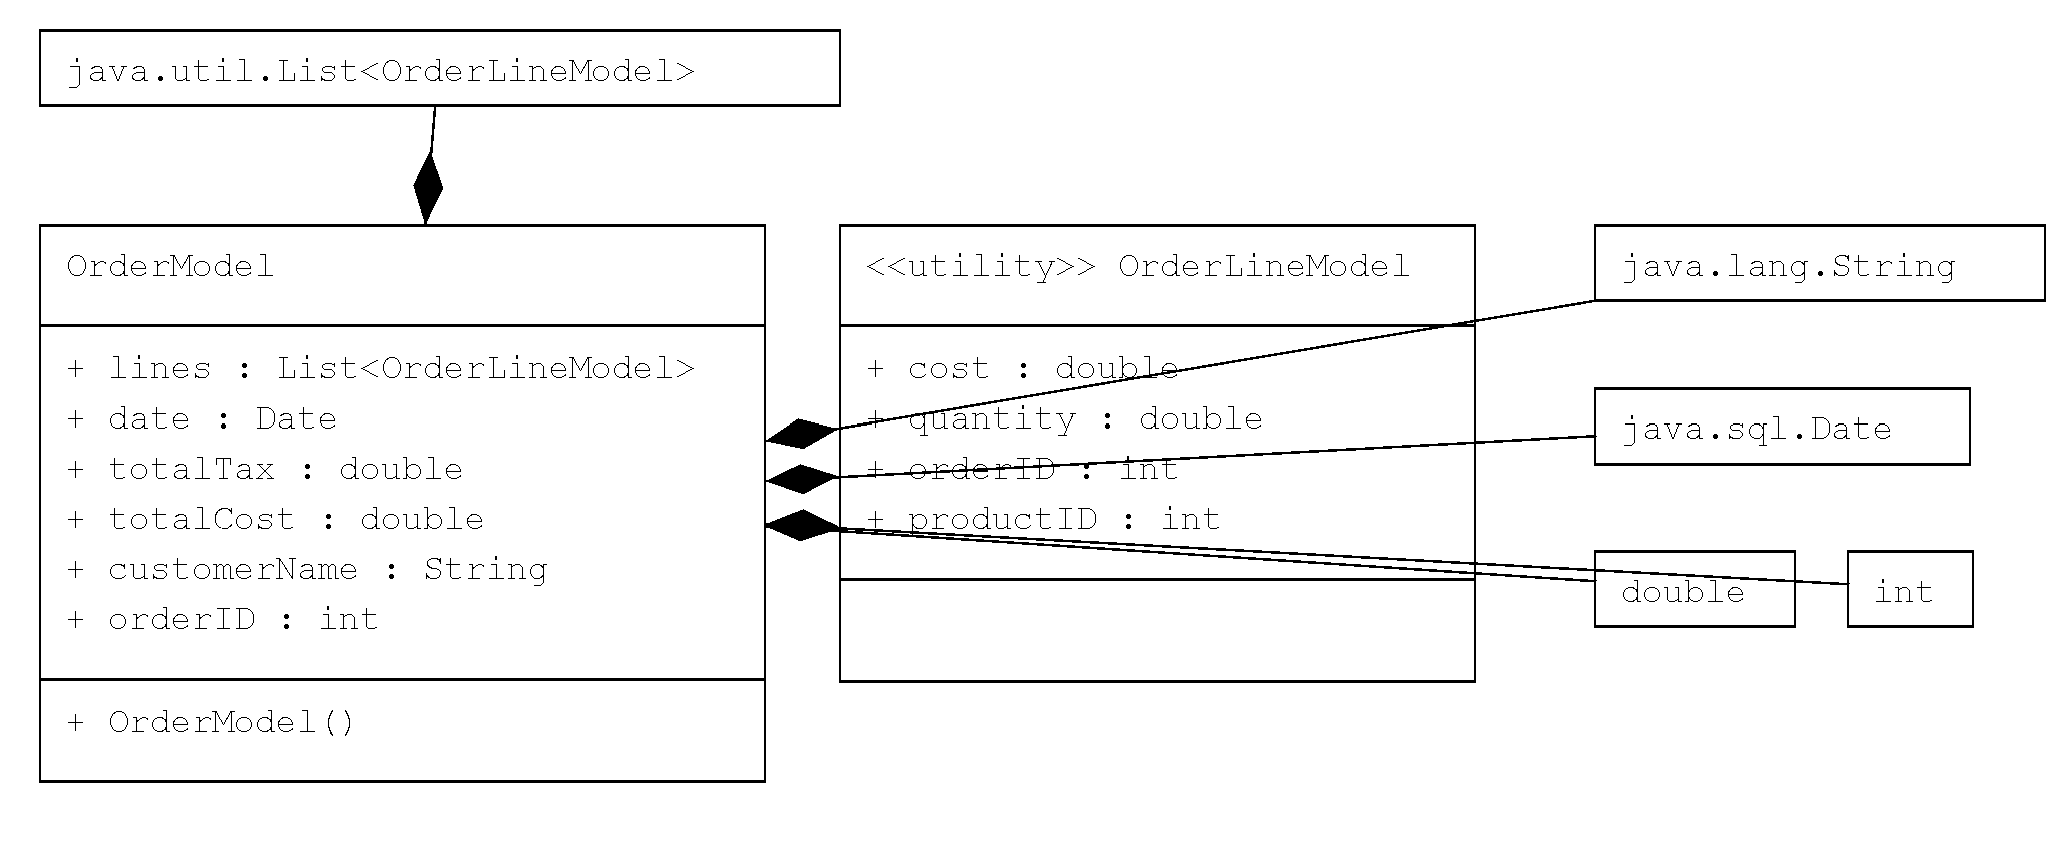 java.util.List<OrderLineModel>
OrderModel
+ lines : List<OrderLineModel>
+ date : Date
+ totalTax : double
+ totalCost : double
+ customerName : String
+ orderID : int
+ OrderModel()
<<utility>> OrderLineModel
+ cost : double
+ quantity : double
+ orderID : int
+ productID : int
java.lang.String
java.sql.Date
double
int